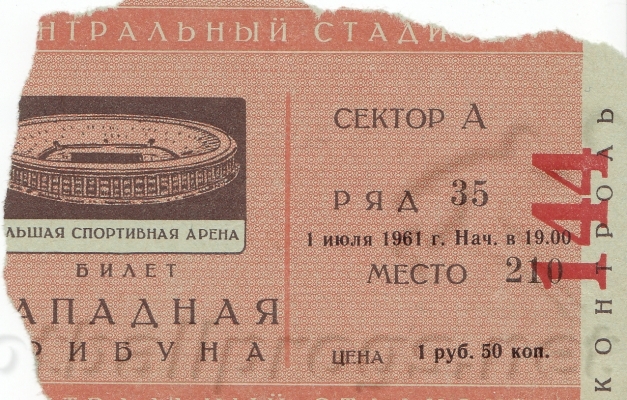 НТРАЛЬНЫЙ СТАДИО
ЛЬШАЯ СПОРТИВНАЯ АРЕНА
БИЛЕТ
АПАДНАЯ
РИБУНА
СЕКТОР А
РЯД 35
1 июля 1961 г. Нач. в 19.00
МЕСТО 210
ЦЕНА 1 руб. 50 коп.
144
КОНТРОЛЬ